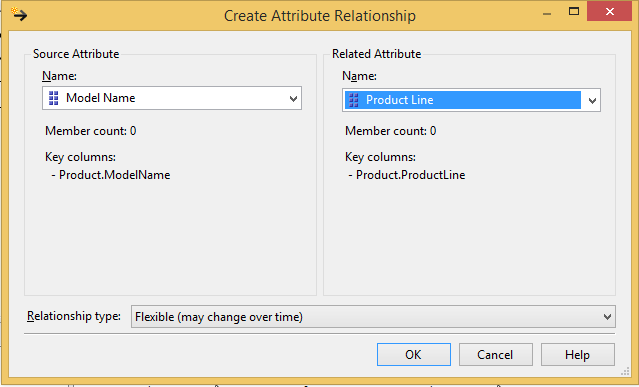 Create Attribute Relationship
Source Attribute
Name:
Model Name
Member count: 0
Key columns:
- Product.ModelName
Related Attribute
Name:
Product Line
Member count: 0
Key columns:
- Product.ProductLine
Relationship type: Flexible (may change over time)
OK Cancel Help